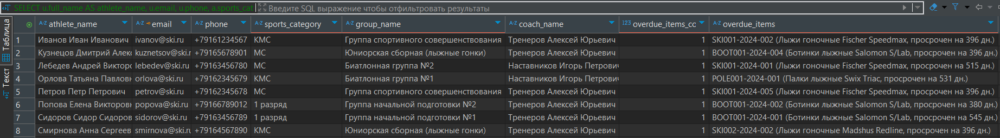 SELECT u.full_name AS athlete_name, u.email, u.phone, a.sports_cat Введите SQL выражение чтобы отфильтровать результаты
Таблица
Текст
athlete_name email phone sports_category group_name coach_name 123 overdue_items_co overdue_items
1 Иванов Иван Иванович ivanov@ski.ru +79161234567 КМС Группа спортивного совершенствования Тренеров Алексей Юрьевич 1 SKI001-2024-002 (Лыжи гоночные Fischer Speedmax, просрочен на 396 дн.)
2 Кузнецов Дмитрий Алекс kuznetsov@ski.r +79165678901 МС Юниорская сборная (лыжные гонки) Тренеров Алексей Юрьевич 1 BOOT001-2024-004 (Ботинки лыжные Salomon S/Lab, просрочен на 396 дн.)
3 Лебедев Андрей Викторо lebedev@ski.ru +79163456780 МС Биатлонная группа №2 Наставников Игорь Петрович 1 SKI001-2024-001 (Лыжи гоночные Fischer Speedmax, просрочен на 515 дн.)
4 Орлова Татьяна Павловн orlova@ski.ru +79162345679 КМС Биатлонная группа №1 Наставников Игорь Петрович 1 POLE001-2024-001 (Палки лыжные Swix Triac, просрочен на 531 дн.)
5 Петров Петр Петрович petrov@ski.ru +79162345678 МС Группа спортивного совершенствования Тренеров Алексей Юрьевич 1 SKI001-2024-005 (Лыжи гоночные Fischer Speedmax, просрочен на 396 дн.)
6 Попова Елена Викторовн popova@ski.ru +79166789012 1 разряд Группа начальной подготовки №2 Тренеров Алексей Юрьевич 1 BOOT001-2024-002 (Ботинки лыжные Salomon S/Lab, просрочен на 380 дн.)
7 Сидоров Сидор Сидоров sidorov@ski.ru +79163456789 1 разряд Группа начальной подготовки №1 Тренеров Алексей Юрьевич 1 BOOT001-2024-001 (Ботинки лыжные Salomon S/Lab, просрочен на 545 дн.)
8 Смирнова Анна Сергеев smirnova@ski.ru +79164567890 КМС Юниорская сборная (лыжные гонки) Тренеров Алексей Юрьевич 1 SKI002-2024-002 (Лыжи гоночные Madshus Redline, просрочен на 396 дн.)